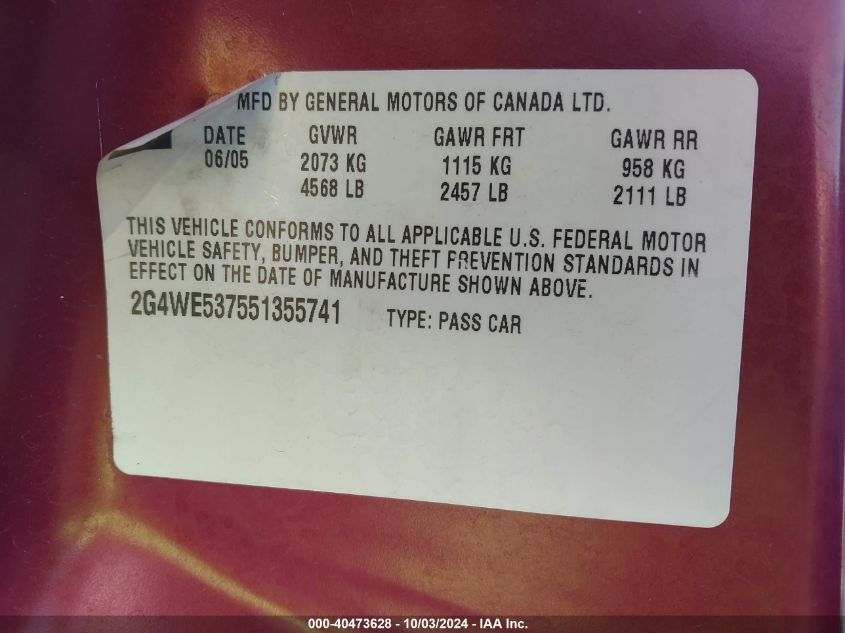 MFD BY GENERAL MOTORS OF CANADA LTD.
DATE GVWR GAWR FRT GAWR RR
06/05 2073 KG 1115 KG 958 KG
4568 LB 2457 LB 2111 LB
THIS VEHICLE CONFORMS TO ALL APPLICABLE U.S. FEDERAL MOTOR
VEHICLE SAFETY, BUMPER, AND THEFT PREVENTION STANDARDS IN
EFFECT ON THE DATE OF MANUFACTURE SHOWN ABOVE.
2G4WE537551355741 TYPE: PASS CAR
000-40473628 - 10/03/2024 - IAA Inc.